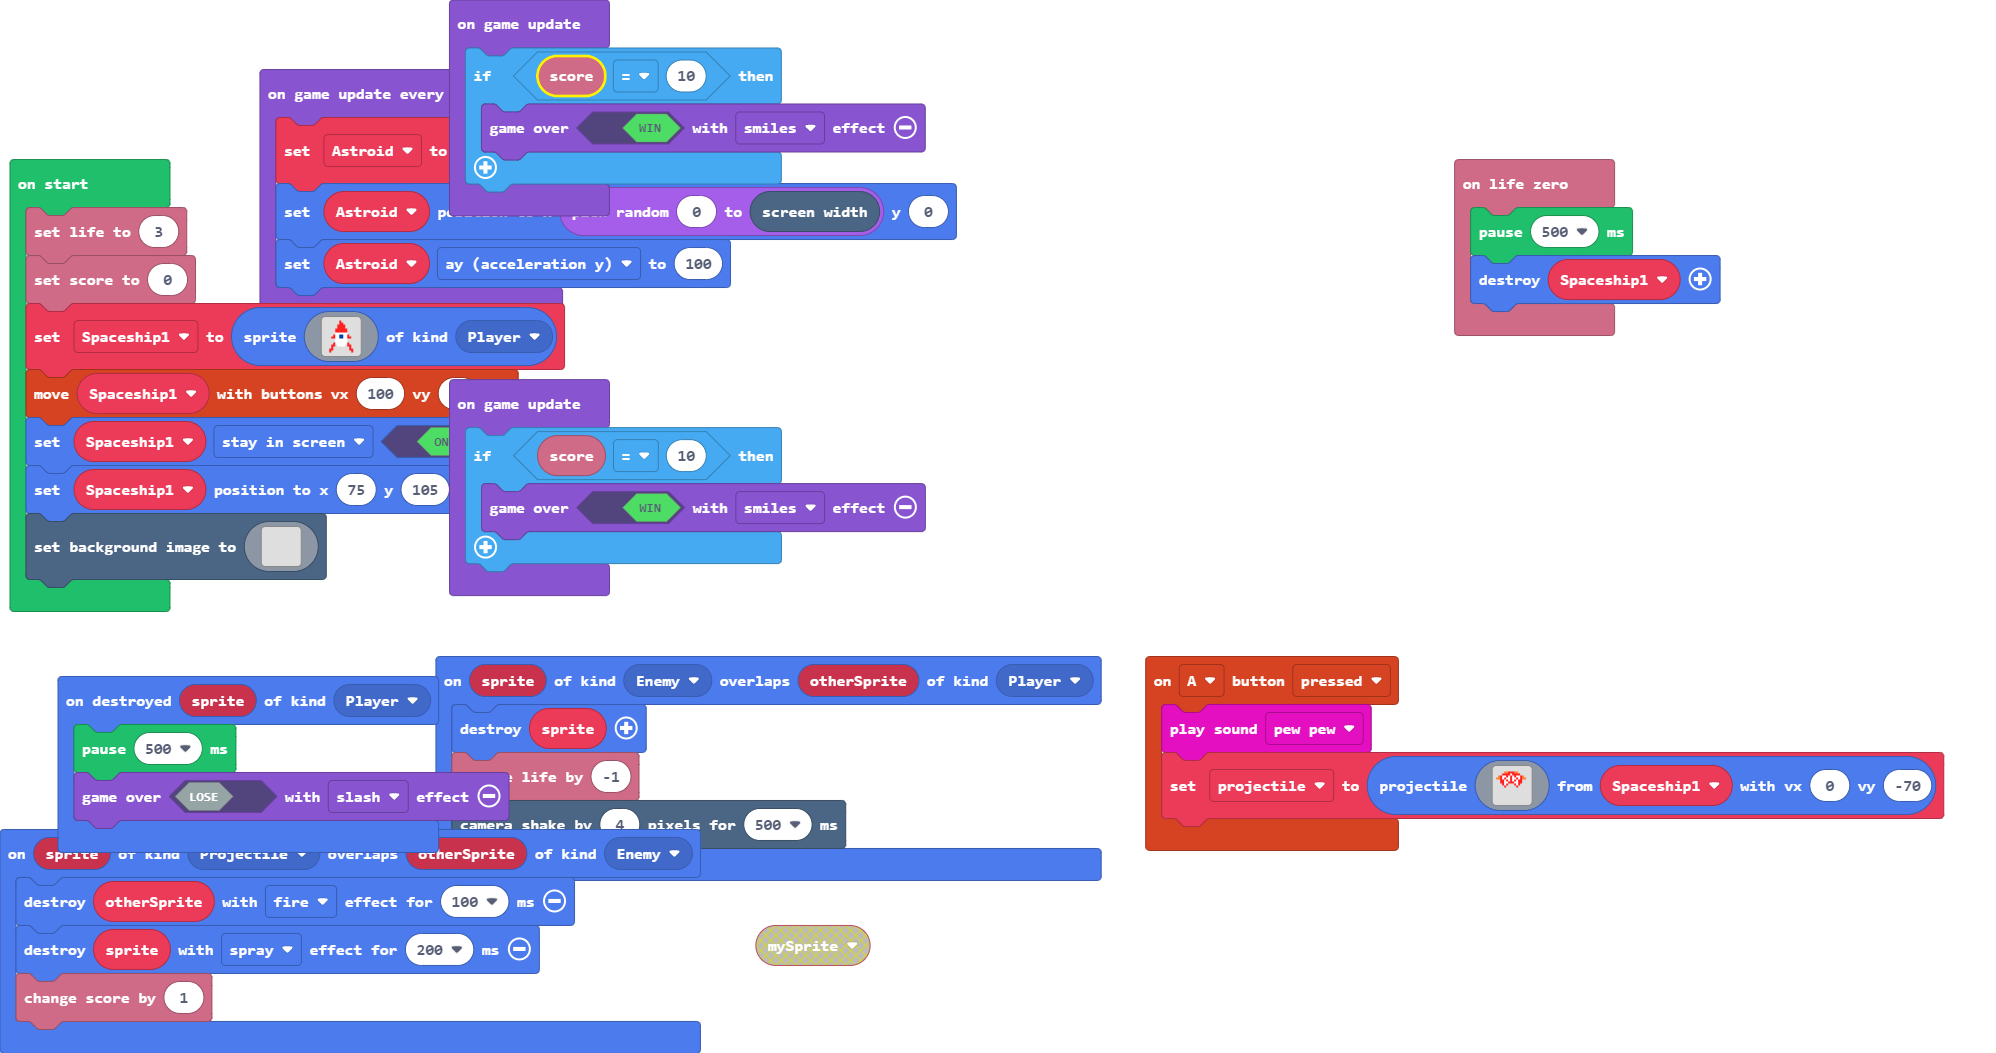 on game update
if score = 10 then
game over WIN with smiles effect
on game update every
set Astroid to
set Astroid random 0 to screen width y 0
set Astroid ay (acceleration y) to 100
on start
set life to 3
set score to 0
set Spaceship1 to sprite of kind Player
move Spaceship1 with buttons vx 100 vy
set Spaceship1 stay in screen ON
set Spaceship1 position to x 75 y 105
set background image to
on game update
if score = 10 then
game over WIN with smiles effect
on life zero
pause 500 ms
destroy Spaceship1
on destroyed sprite of kind Player
pause 500 ms
game over LOSE with slash effect
on sprite of kind Enemy overlaps otherSprite of kind Player
destroy sprite
life by -1
camera shake by 4 pixels for 500 ms
on A button pressed
play sound pew pew
set projectile to projectile from Spaceship1 with vx 0 vy -70
on sprite of kind Projectile overlaps otherSprite of kind Enemy
destroy otherSprite with fire effect for 100 ms
destroy sprite with spray effect for 200 ms
change score by 1
mySprite